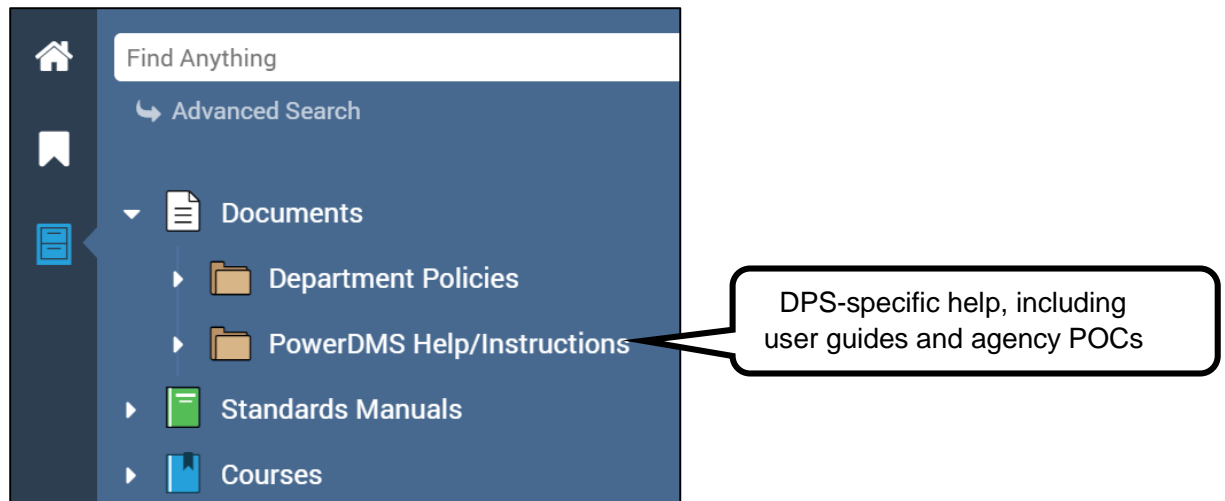 Find Anything
Advanced Search
Documents
Department Policies
PowerDMS Help/Instructions
DPS-specific help, including
user guides and agency POCs
Standards Manuals
Courses